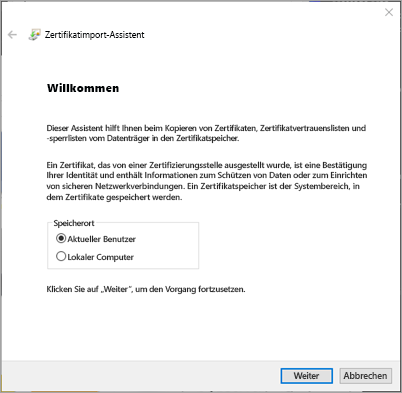 Zertifikatimport-Assistent
Willkommen
Dieser Assistent hilft Ihnen beim Kopieren von Zertifikaten, Zertifikatvertrauenslisten und
-sperrlisten vom Datenträger in den Zertifikatspeicher.
Ein Zertifikat, das von einer Zertifizierungsstelle ausgestellt wurde, ist eine Bestätigung
Ihrer Identität und enthält Informationen zum Schützen von Daten oder zum Einrichten
von sicheren Netzwerkverbindungen. Ein Zertifikatspeicher ist der Systembereich, in
dem Zertifikate gespeichert werden.
Speicherort
Aktueller Benutzer
Lokaler Computer
Klicken Sie auf „Weiter", um den Vorgang fortzusetzen.
Weiter
Abbrechen